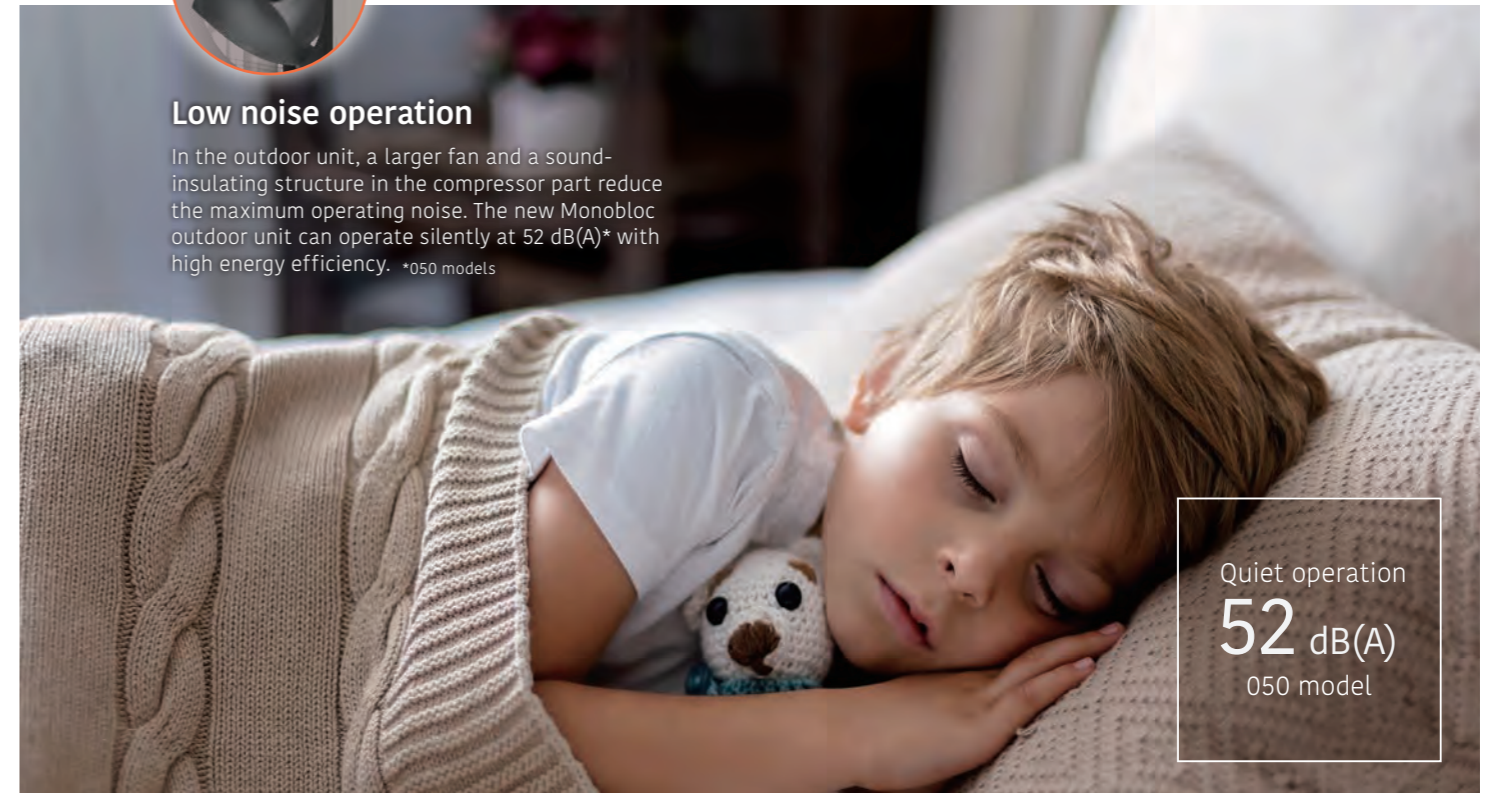 Low noise operation
In the outdoor unit, a larger fan and a sound-
insulating structure in the compressor part reduce
the maximum operating noise. The new Monobloc
outdoor unit can operate silently at 52 dB(A)* with
high energy efficiency. *050 models
Quiet operation
52 dB(A)
050 model